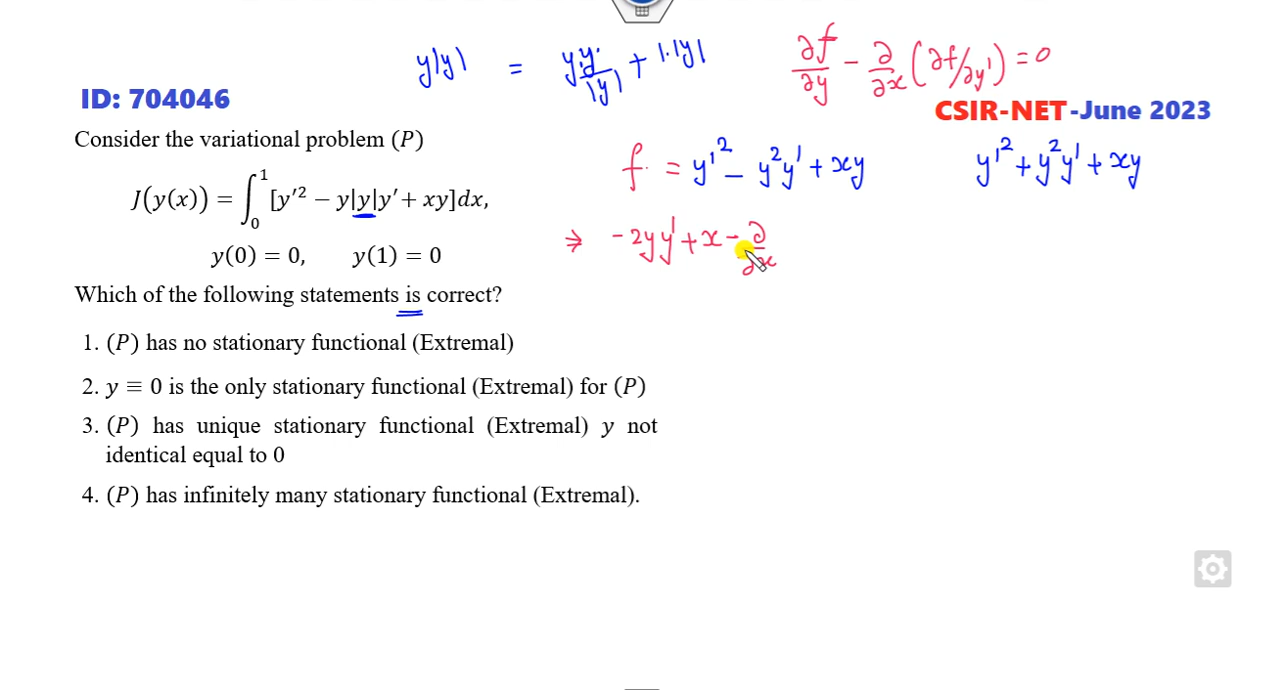 y|y| = y y/|y| + 1.|y|
∂f/∂y − ∂/∂x (∂f/∂y') = 0
ID: 704046
CSIR-NET-June 2023
Consider the variational problem (P)
J(y(x)) = ∫₀¹ [y'² − y|y|y' + xy]dx,
y(0) = 0, y(1) = 0
Which of the following statements is correct?
1. (P) has no stationary functional (Extremal)
2. y ≡ 0 is the only stationary functional (Extremal) for (P)
3. (P) has unique stationary functional (Extremal) y not
identical equal to 0
4. (P) has infinitely many stationary functional (Extremal).
f = y'² − y²y' + xy
y'² + y²y' + xy
⇒ −2yy' + x − ∂/∂x